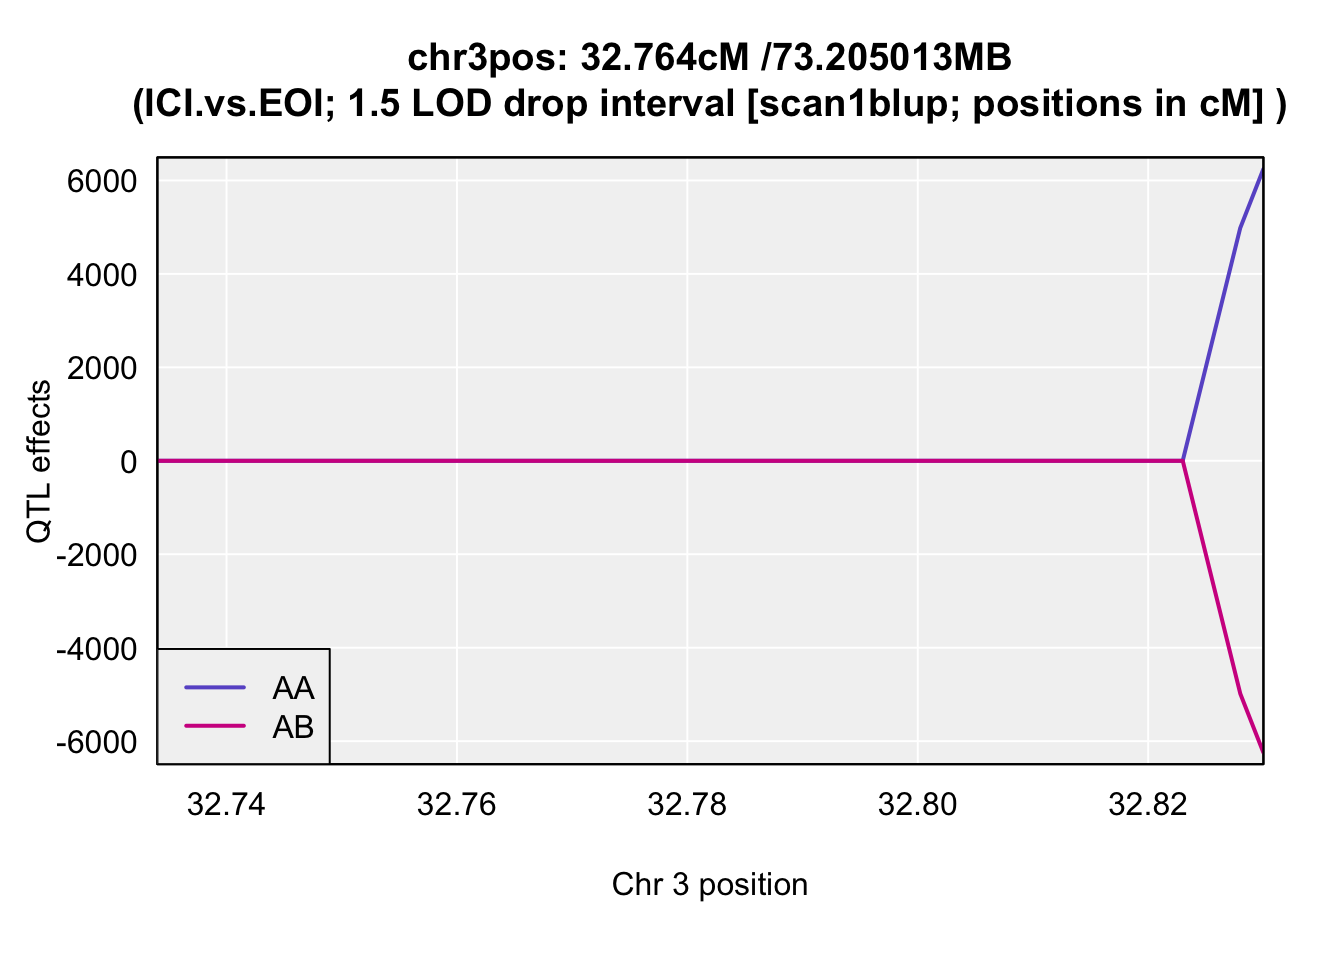 chr3pos: 32.764cM /73.205013MB
(ICI.vs.EOI; 1.5 LOD drop interval [scan1blup; positions in cM] )
QTL effects
6000
4000
2000
0
-2000
-4000
-6000
AA
AB
32.74 32.76 32.78 32.80 32.82
Chr 3 position